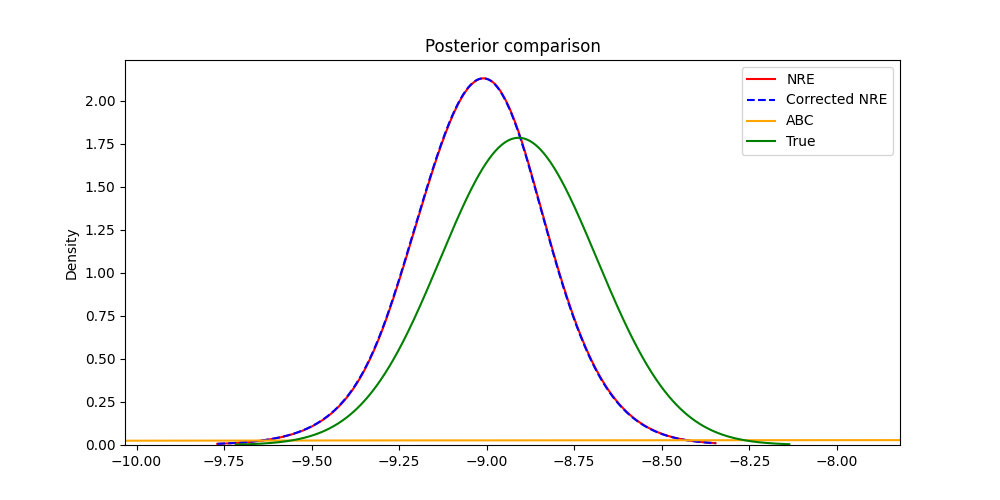 Posterior comparison
NRE
Corrected NRE
ABC
True
Density
2.00
1.75
1.50
1.25
1.00
0.75
0.50
0.25
0.00
−10.00 −9.75 −9.50 −9.25 −9.00 −8.75 −8.50 −8.25 −8.00